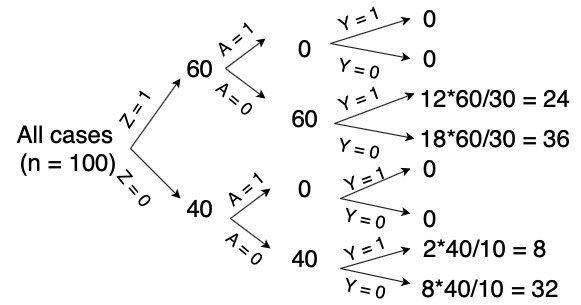 All cases
(n = 100)
Z = 1
Z = 0
60
40
A = 1
A = 0
A = 1
A = 0
0
60
0
40
Y = 1
Y = 0
Y = 1
Y = 0
Y = 1
Y = 0
Y = 1
Y = 0
0
0
12*60/30 = 24
18*60/30 = 36
0
0
2*40/10 = 8
8*40/10 = 32